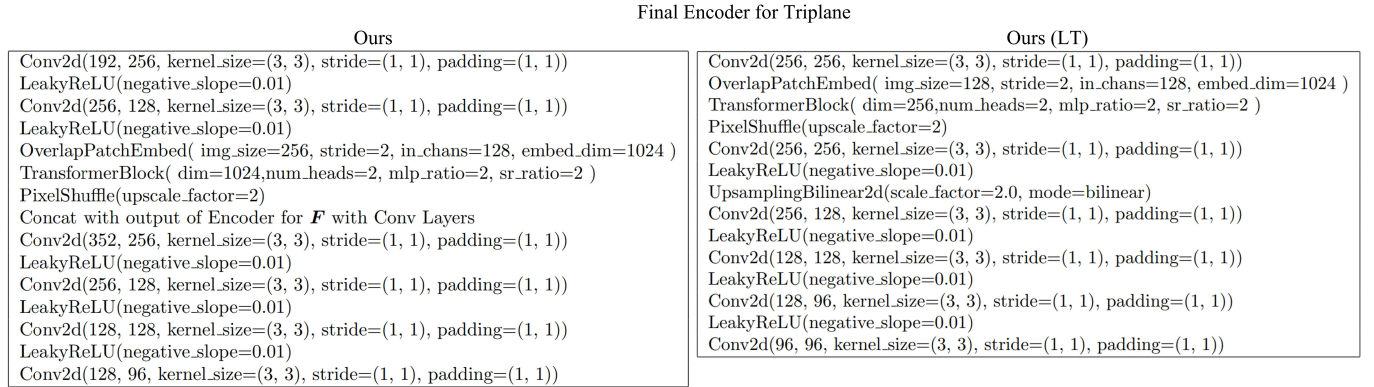 Final Encoder for Triplane
Ours
Conv2d(192, 256, kernel_size=(3, 3), stride=(1, 1), padding=(1, 1))
LeakyReLU(negative_slope=0.01)
Conv2d(256, 128, kernel_size=(3, 3), stride=(1, 1), padding=(1, 1))
LeakyReLU(negative_slope=0.01)
OverlapPatchEmbed( img_size=256, stride=2, in_chans=128, embed_dim=1024 )
TransformerBlock( dim=1024,num_heads=2, mlp_ratio=2, sr_ratio=2 )
PixelShuffle(upscale_factor=2)
Concat with output of Encoder for F with Conv Layers
Conv2d(352, 256, kernel_size=(3, 3), stride=(1, 1), padding=(1, 1))
LeakyReLU(negative_slope=0.01)
Conv2d(256, 128, kernel_size=(3, 3), stride=(1, 1), padding=(1, 1))
LeakyReLU(negative_slope=0.01)
Conv2d(128, 128, kernel_size=(3, 3), stride=(1, 1), padding=(1, 1))
LeakyReLU(negative_slope=0.01)
Conv2d(128, 96, kernel_size=(3, 3), stride=(1, 1), padding=(1, 1))
Ours (LT)
Conv2d(256, 256, kernel_size=(3, 3), stride=(1, 1), padding=(1, 1))
OverlapPatchEmbed( img_size=128, stride=2, in_chans=128, embed_dim=1024 )
TransformerBlock( dim=256,num_heads=2, mlp_ratio=2, sr_ratio=2 )
PixelShuffle(upscale_factor=2)
Conv2d(256, 256, kernel_size=(3, 3), stride=(1, 1), padding=(1, 1))
LeakyReLU(negative_slope=0.01)
UpsamplingBilinear2d(scale_factor=2.0, mode=bilinear)
Conv2d(256, 128, kernel_size=(3, 3), stride=(1, 1), padding=(1, 1))
LeakyReLU(negative_slope=0.01)
Conv2d(128, 128, kernel_size=(3, 3), stride=(1, 1), padding=(1, 1))
LeakyReLU(negative_slope=0.01)
Conv2d(128, 96, kernel_size=(3, 3), stride=(1, 1), padding=(1, 1))
LeakyReLU(negative_slope=0.01)
Conv2d(96, 96, kernel_size=(3, 3), stride=(1, 1), padding=(1, 1))